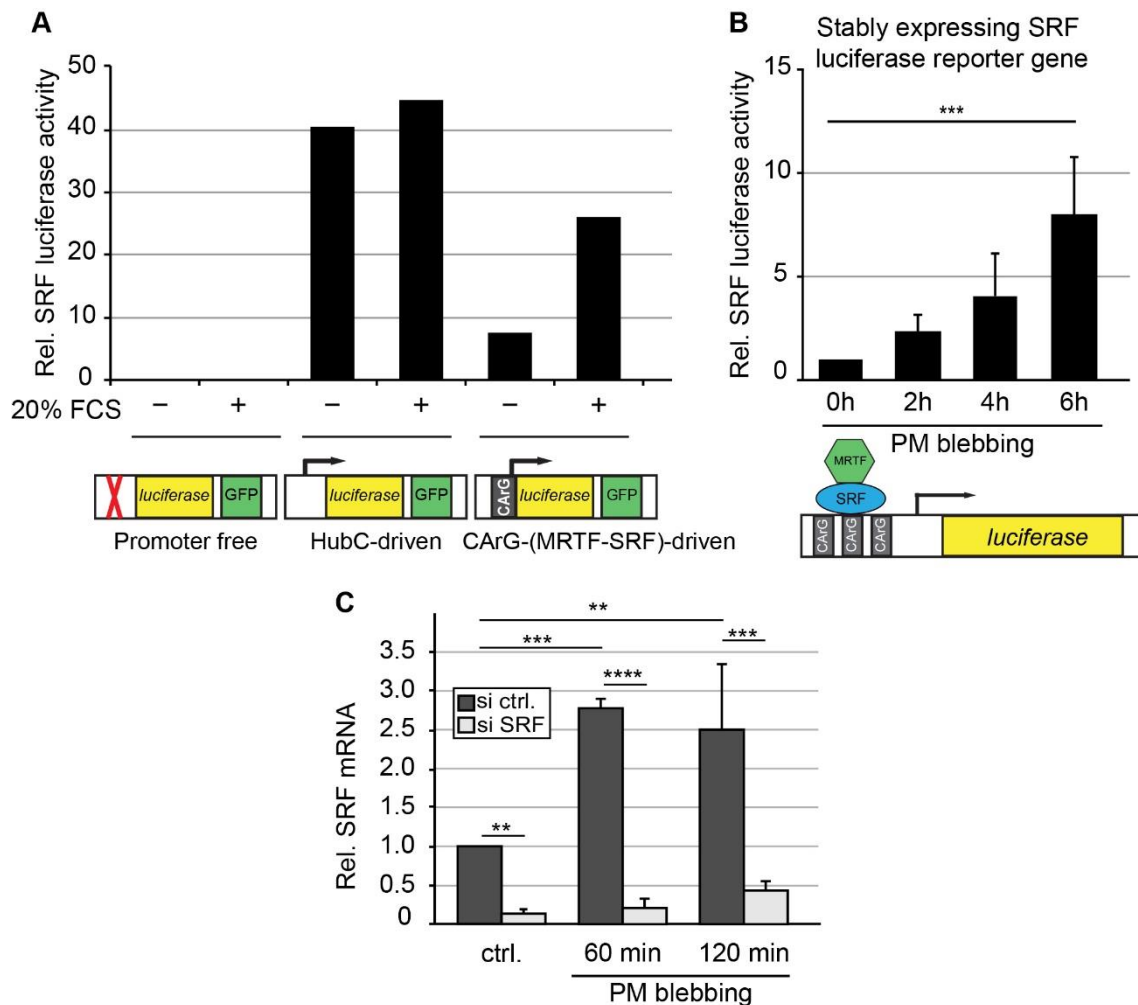 A
Rel. SRF luciferase activity
50
40
30
20
10
0
20% FCS − + − + − +
luciferase GFP
luciferase GFP
CArG luciferase GFP
Promoter free
HubC-driven
CArG-(MRTF-SRF)-driven
B
Stably expressing SRF
luciferase reporter gene
Rel. SRF luciferase activity
15
10
5
0
***
0h 2h 4h 6h
PM blebbing
MRTF
SRF
CArG CArG CArG luciferase
C
Rel. SRF mRNA
3.5
3.0
2.5
2.0
1.5
1.0
0.5
0
**
***
***
****
**
si ctrl.
si SRF
ctrl. 60 min 120 min
PM blebbing